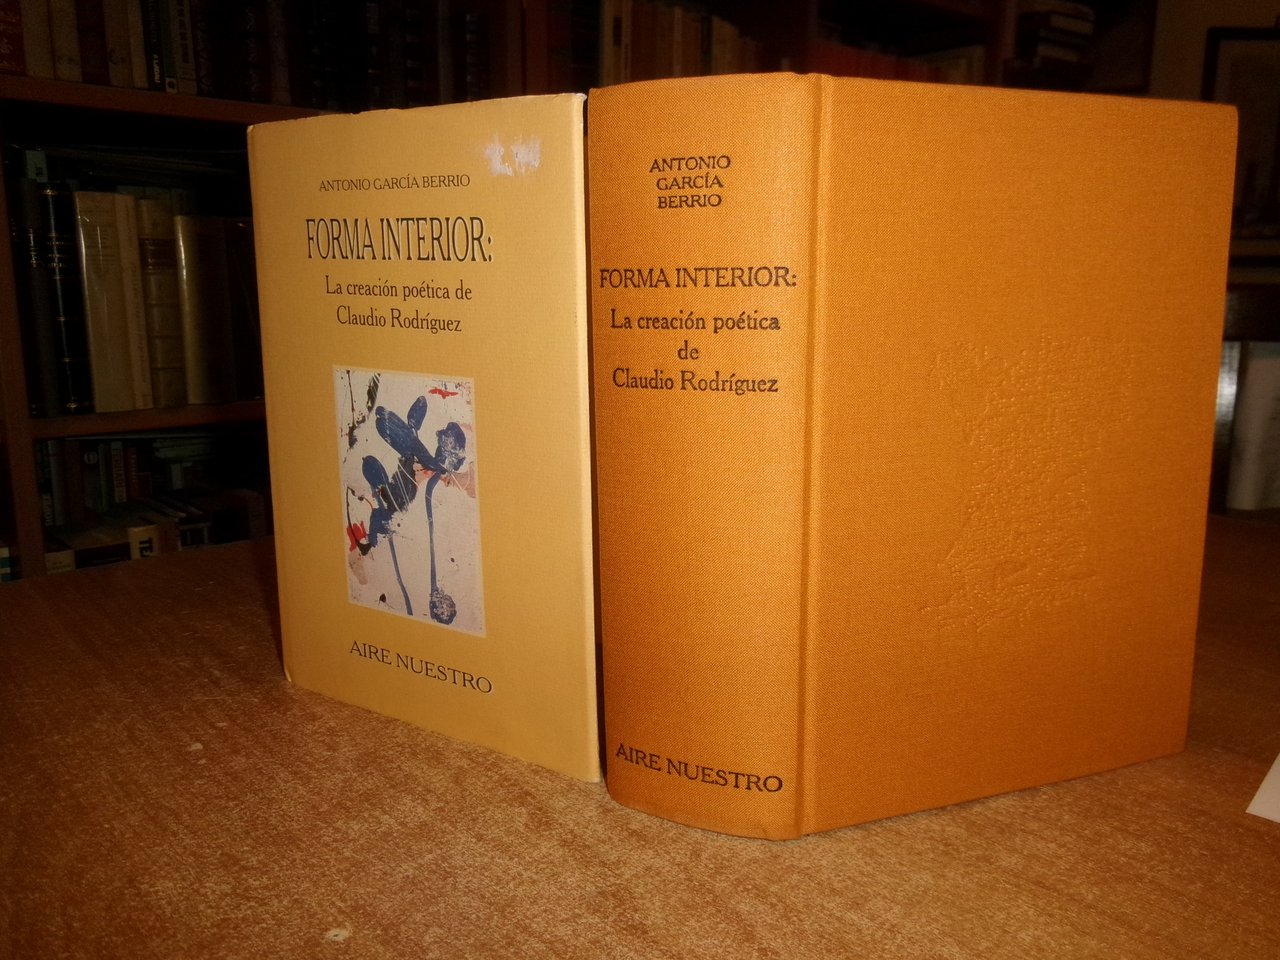 ANTONIO GARCÍA BERRIO
FORMA INTERIOR:
La creación poética de
Claudio Rodríguez
AIRE NUESTRO
ANTONIO
GARCÍA
BERRIO
FORMA INTERIOR:
La creación poética
de
Claudio Rodríguez
AIRE NUESTRO